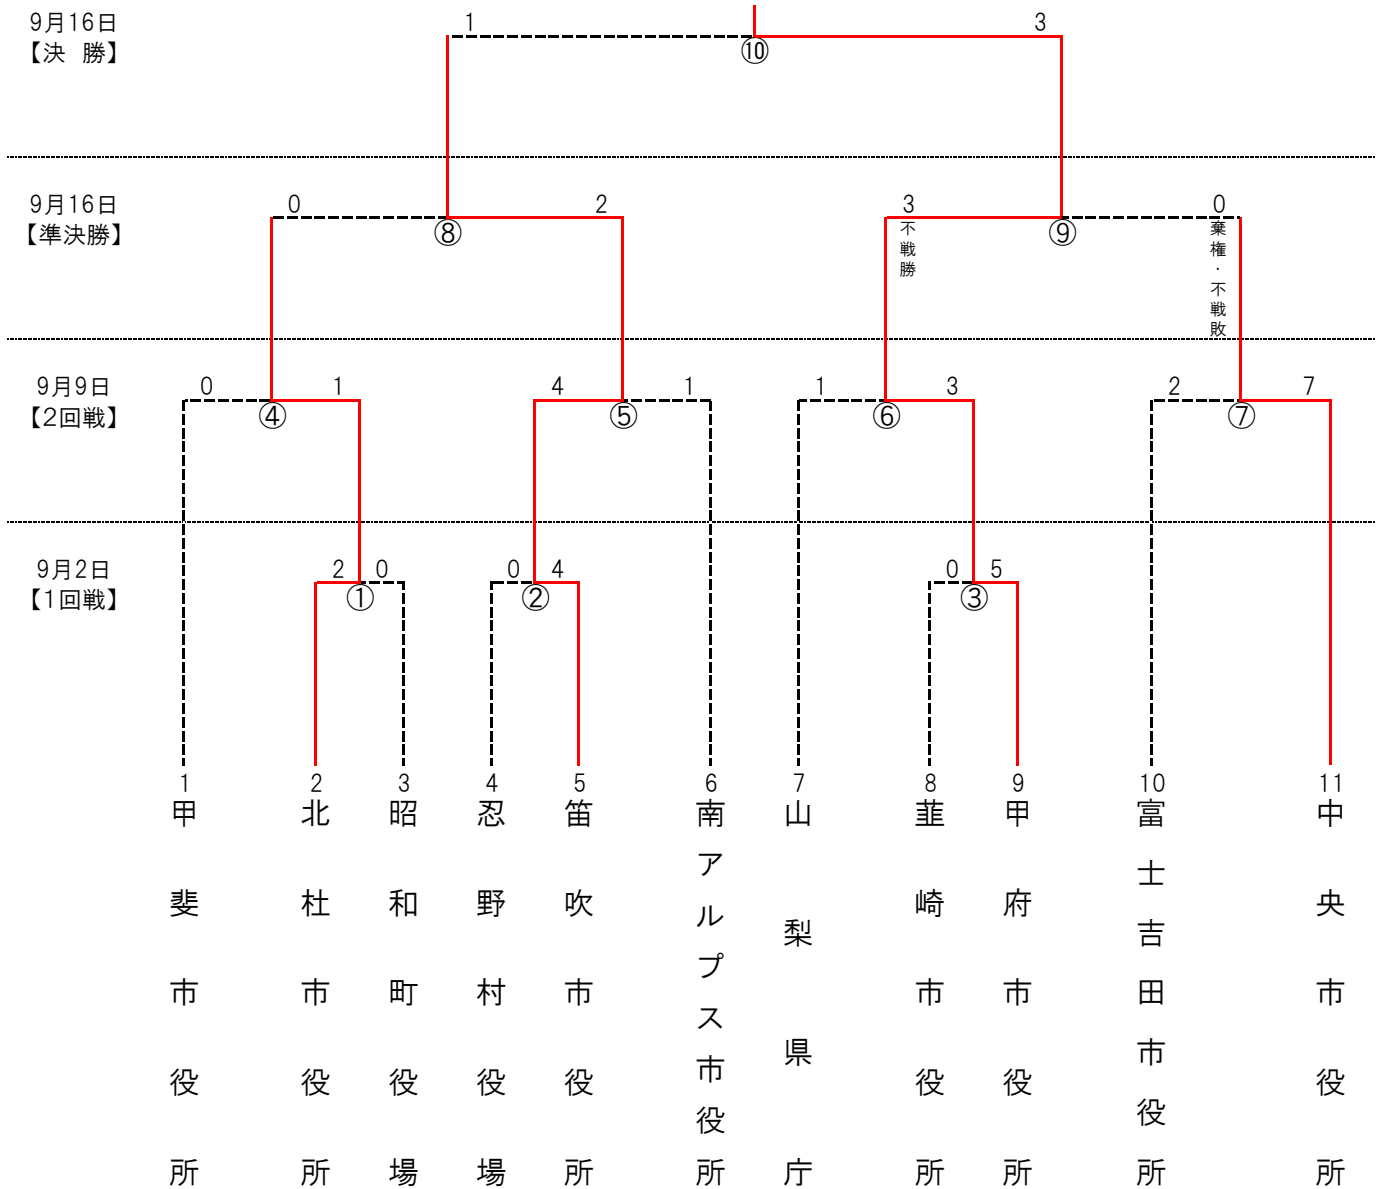 9月16日
【決 勝】
1
3
⑩
9月16日
【準決勝】
0
2
3
0
⑧
⑨
不戦勝
棄権・不戦敗
9月9日
【2回戦】
0
1
4
1
1
3
2
7
④
⑤
⑥
⑦
9月2日
【1回戦】
2
0
0
4
0
5
①
②
③
1
甲斐市役所
2
北杜市役所
3
昭和町役場
4
忍野村役場
5
笛吹市役所
6
南アルプス市役所
7
山梨県庁
8
韮崎市役所
9
甲府市役所
10
富士吉田市役所
11
中央市役所